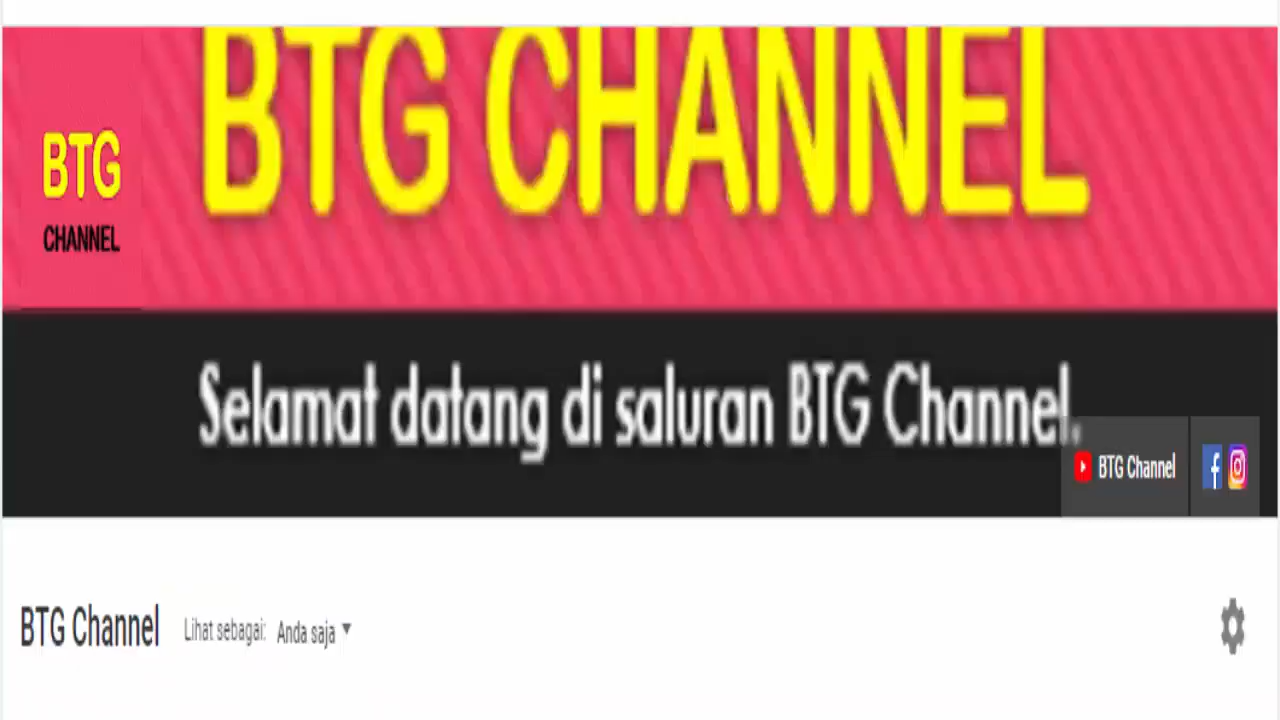 BTG CHANNEL
BTG
CHANNEL
Selamat datang di saluran BTG Channel.
BTG Channel
BTG Channel Lihat sebagai: Anda saja